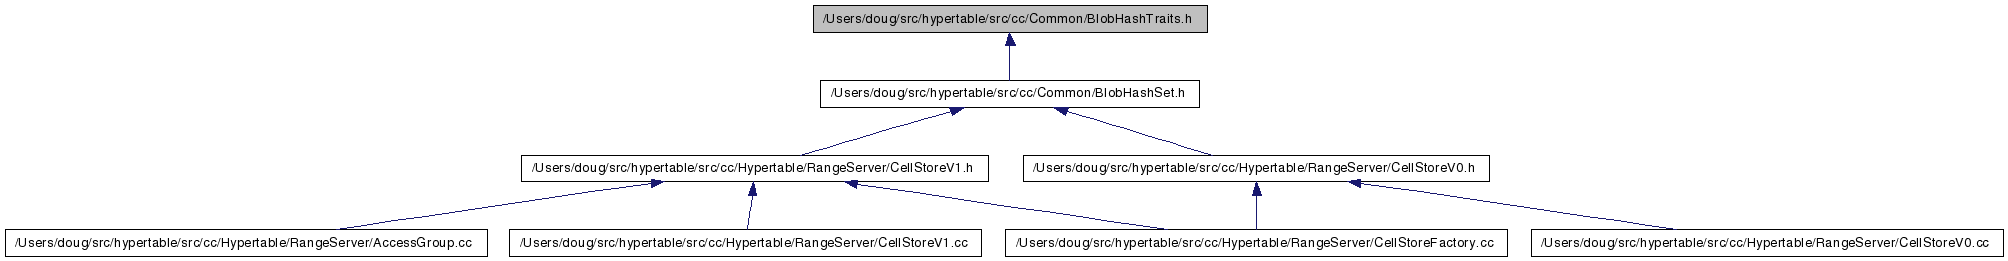 /Users/doug/src/hypertable/src/cc/Common/BlobHashTraits.h
/Users/doug/src/hypertable/src/cc/Common/BlobHashSet.h
/Users/doug/src/hypertable/src/cc/Hypertable/RangeServer/CellStoreV1.h
/Users/doug/src/hypertable/src/cc/Hypertable/RangeServer/CellStoreV0.h
/Users/doug/src/hypertable/src/cc/Hypertable/RangeServer/AccessGroup.cc
/Users/doug/src/hypertable/src/cc/Hypertable/RangeServer/CellStoreV1.cc
/Users/doug/src/hypertable/src/cc/Hypertable/RangeServer/CellStoreFactory.cc
/Users/doug/src/hypertable/src/cc/Hypertable/RangeServer/CellStoreV0.cc